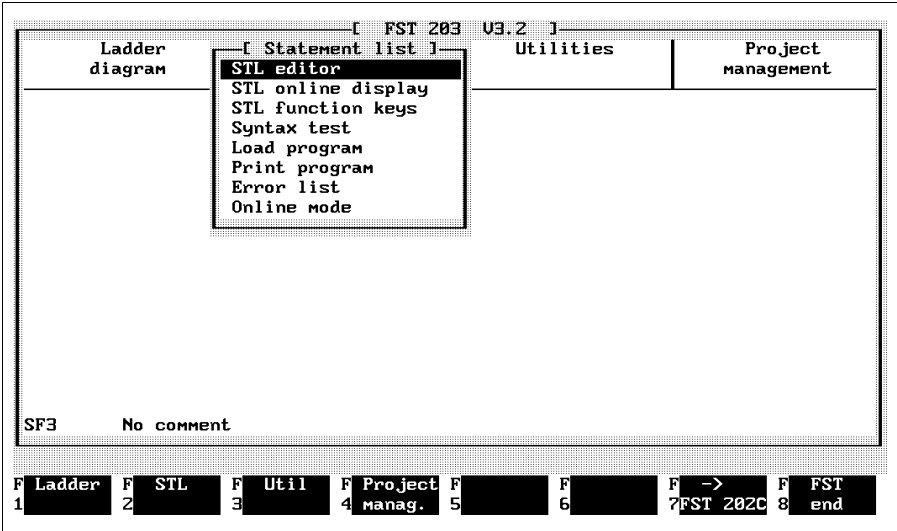 [ FST 203 V3.2 ]
Ladder diagram
[ Statement list ]
Utilities
Project management
STL editor
STL online display
STL function keys
Syntax test
Load program
Print program
Error list
Online mode
SF3 No comment
F1 Ladder
F2 STL
F3 Util
F4 Project manag.
F5
F6
F7 -> FST 202C
F8 FST end